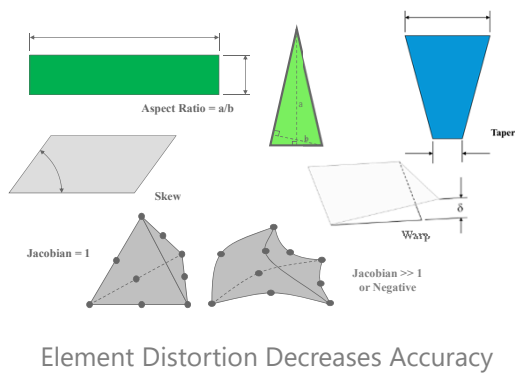 Aspect Ratio = a/b
a
b
Taper
Skew
δ
Warp
Jacobian = 1
Jacobian >> 1
or Negative
Element Distortion Decreases Accuracy